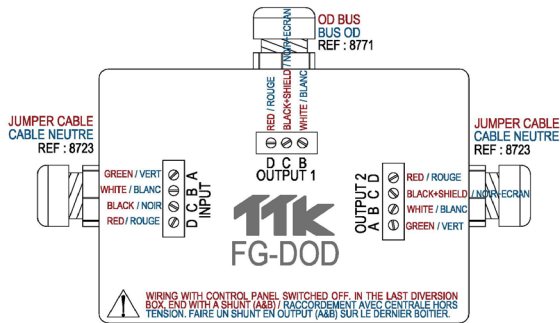 OD BUS
BUS OD
REF : 8771
RED / ROUGE
BLACK+SHIELD / NOIR+ECRAN
WHITE / BLANC
D C B
OUTPUT 1
JUMPER CABLE
CABLE NEUTRE
REF : 8723
GREEN / VERT
WHITE / BLANC
BLACK / NOIR
RED / ROUGE
D C B A
INPUT
JUMPER CABLE
CABLE NEUTRE
REF : 8723
OUTPUT 2
A B C D
RED / ROUGE
BLACK+SHIELD / NOIR+ECRAN
WHITE / BLANC
GREEN / VERT
TTK
FG-DOD
WIRING WITH CONTROL PANEL SWITCHED OFF. IN THE LAST DIVERSION
BOX, END WITH A SHUNT (A&B) / RACCORDEMENT AVEC CENTRALE HORS
TENSION. FAIRE UN SHUNT EN OUTPUT (A&B) SUR LE DERNIER BOITIER.